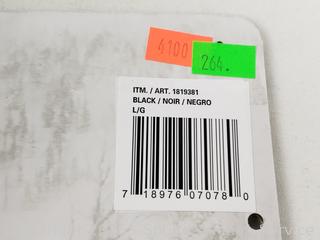 4100
264.
ITM. / ART. 1819381
BLACK / NOIR / NEGRO
L/G
7 18976 07078 0